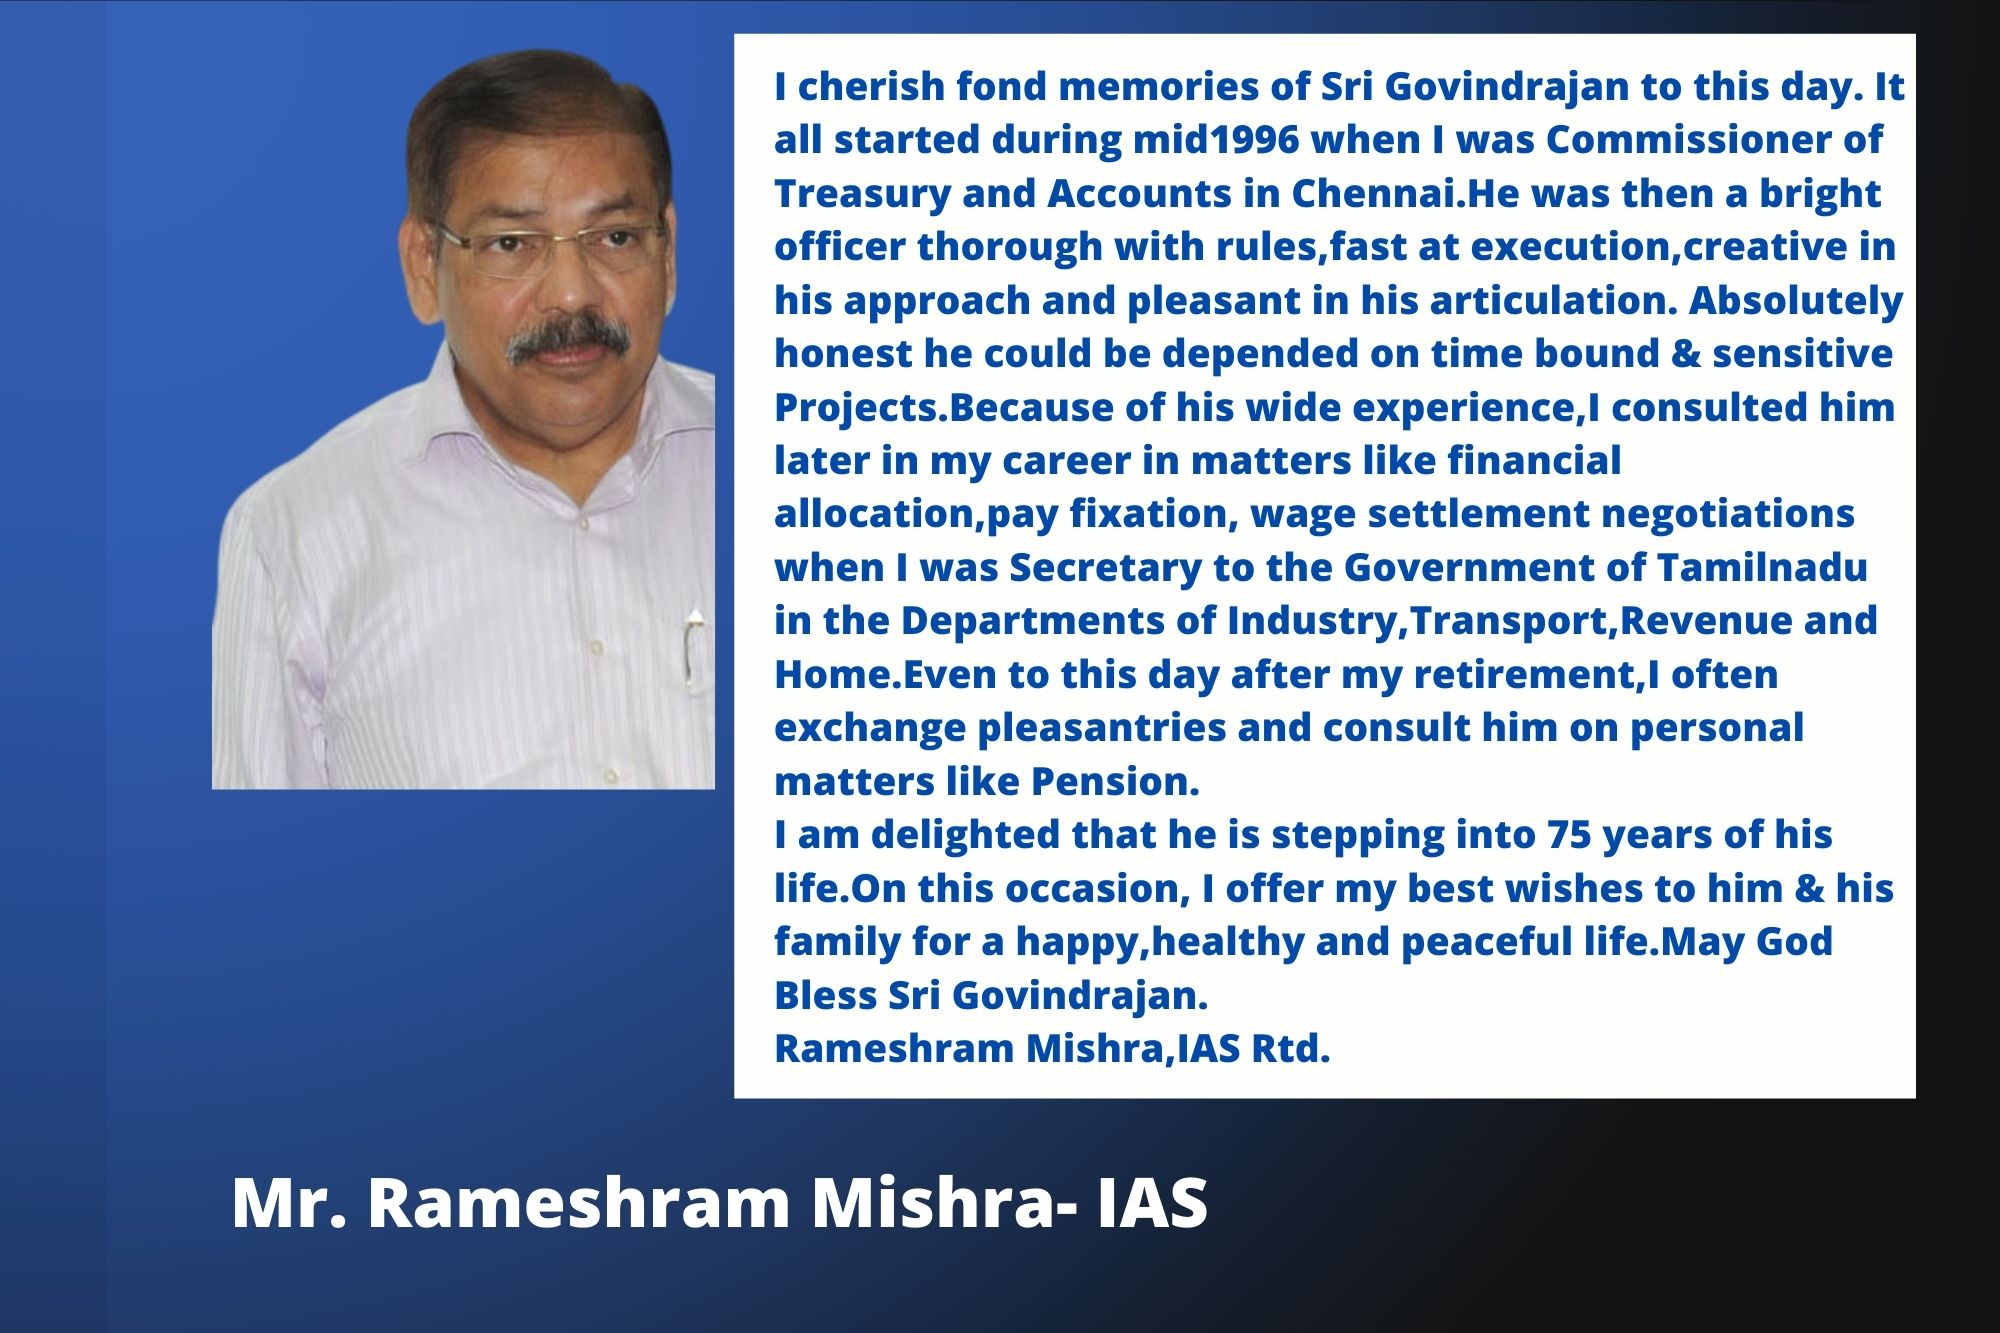 I cherish fond memories of Sri Govindrajan to this day. It
all started during mid1996 when I was Commissioner of
Treasury and Accounts in Chennai.He was then a bright
officer thorough with rules,fast at execution,creative in
his approach and pleasant in his articulation. Absolutely
honest he could be depended on time bound & sensitive
Projects.Because of his wide experience,I consulted him
later in my career in matters like financial
allocation,pay fixation, wage settlement negotiations
when I was Secretary to the Government of Tamilnadu
in the Departments of Industry,Transport,Revenue and
Home.Even to this day after my retirement,I often
exchange pleasantries and consult him on personal
matters like Pension.
I am delighted that he is stepping into 75 years of his
life.On this occasion, I offer my best wishes to him & his
family for a happy,healthy and peaceful life.May God
Bless Sri Govindrajan.
Rameshram Mishra,IAS Rtd.
Mr. Rameshram Mishra- IAS